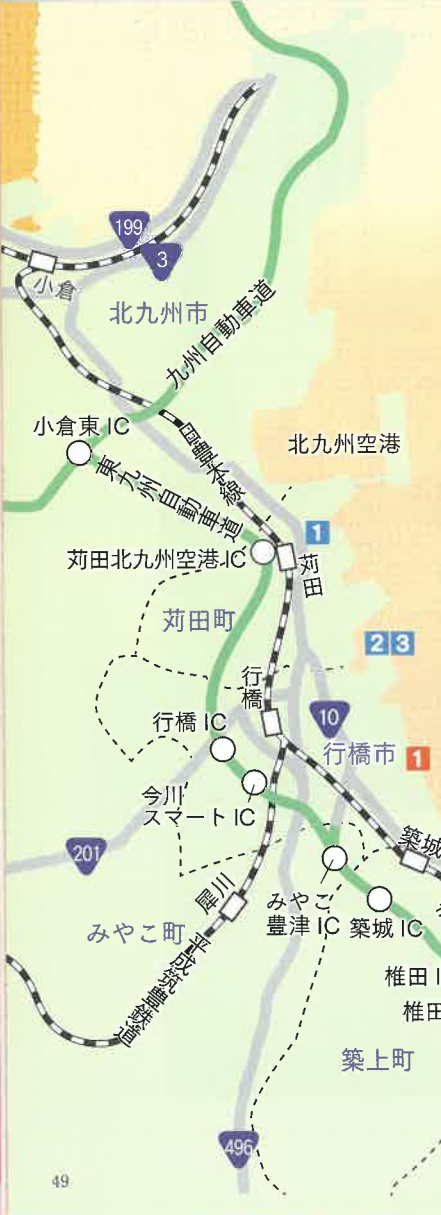 199
3
小倉
北九州市
九州自動車道
小倉東 IC
日豊本線
北九州空港
東九州自動車道
1
苅田北九州空港 IC
苅田
苅田町
2 3
行橋
行橋 IC
10
行橋市
1
今川
スマート IC
201
築城
犀川
みやこ
豊津 IC
築城 IC
みやこ町
平成筑豊鉄道
椎田 I
椎田
築上町
496
49